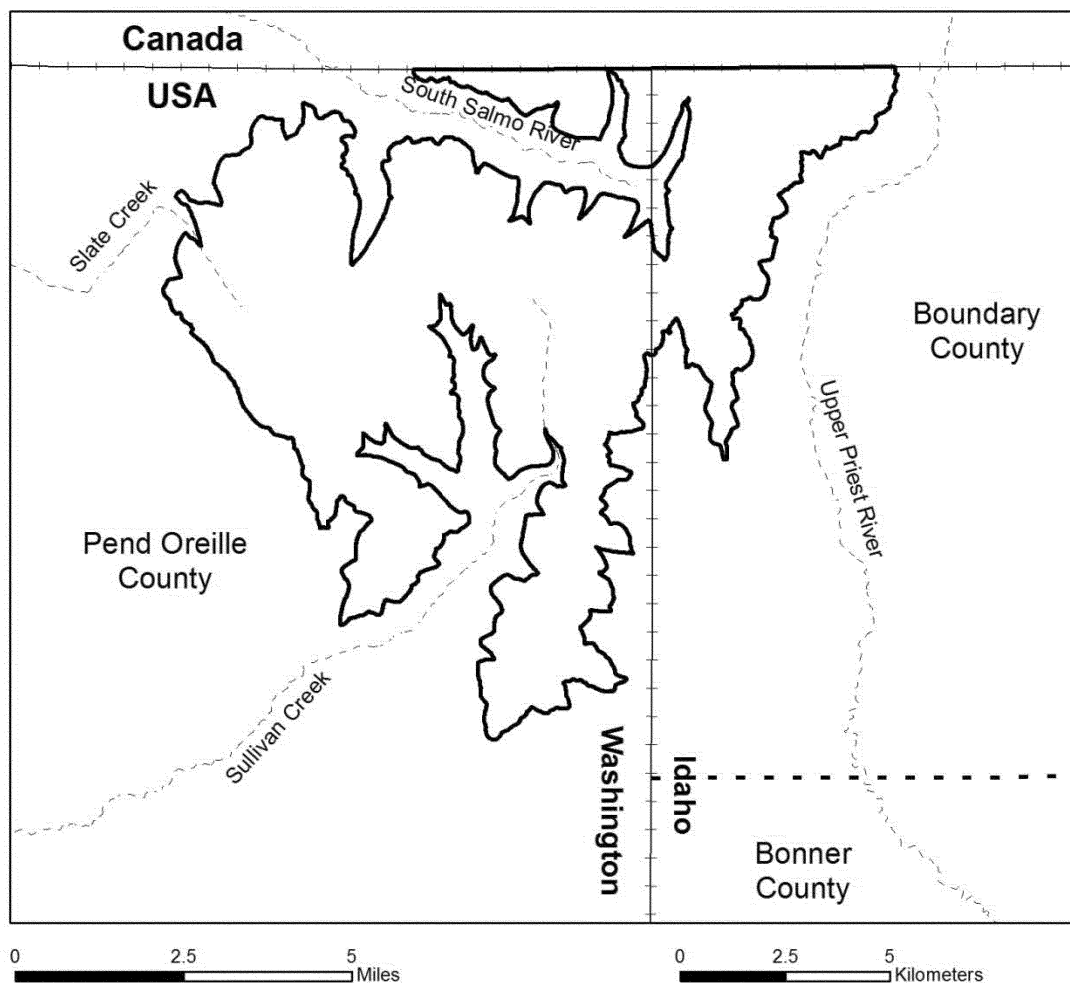 Canada
USA
South Salmo River
Slate Creek
Boundary
County
Upper Priest River
Pend Oreille
County
Sullivan Creek
Washington
Idaho
Bonner
County
0 2.5 5 Miles
0 2.5 5 Kilometers